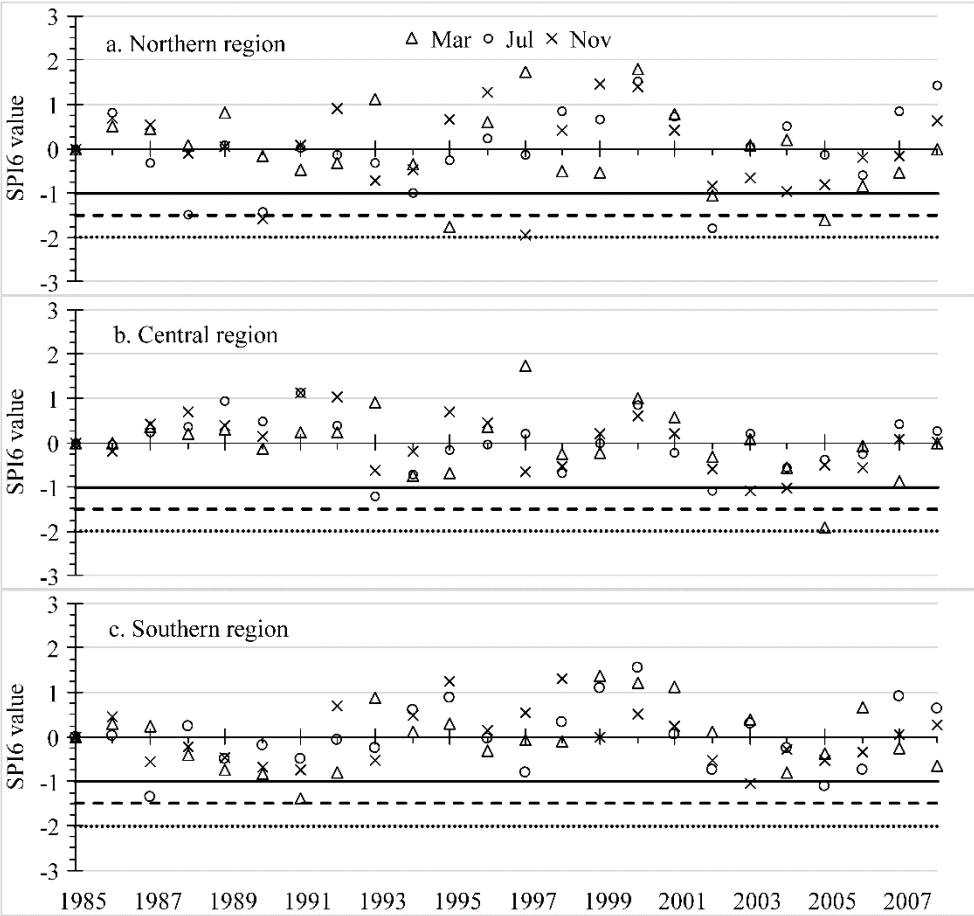 3
a. Northern region
Mar Jul Nov
2
1
0
-1
-2
-3
SPI6 value
3
b. Central region
2
1
0
-1
-2
-3
SPI6 value
3
c. Southern region
2
1
0
-1
-2
-3
SPI6 value
1985 1987 1989 1991 1993 1995 1997 1999 2001 2003 2005 2007